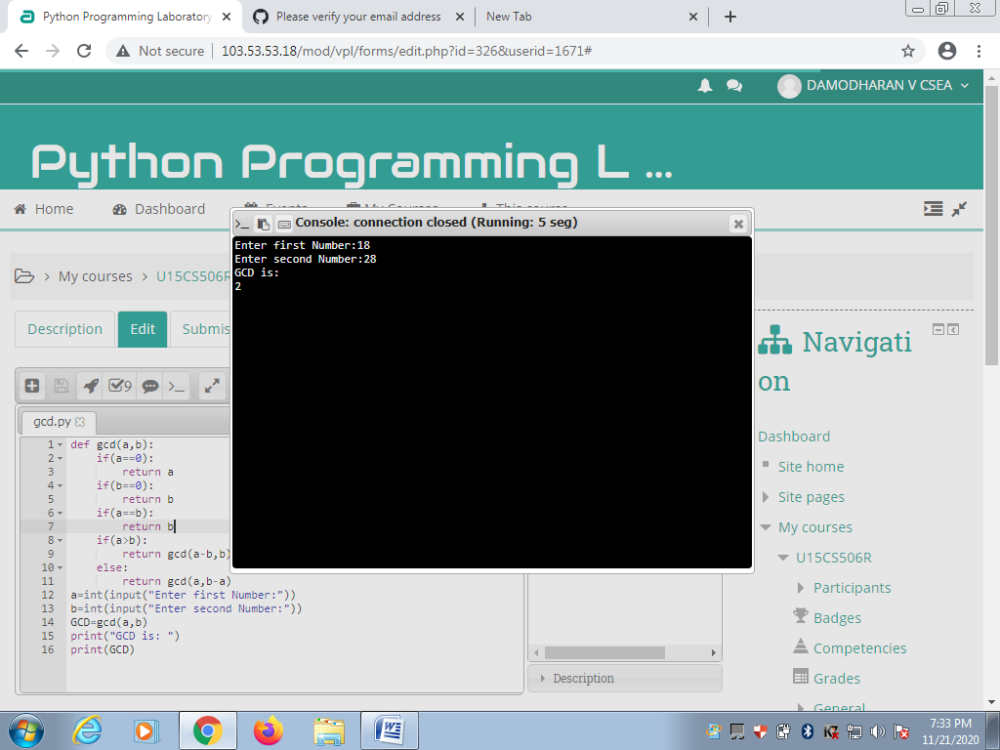 Python Programming Laboratory
Please verify your email address
New Tab
Not secure
103.53.53.18/mod/vpl/forms/edit.php?id=326&userid=1671#
DAMODHARAN V CSEA
Python Programming L ...
Home
Dashboard
Events
My Courses
This course
Console: connection closed (Running: 5 seg)
Enter first Number:18
Enter second Number:28
GCD is:
2
My courses
U15CS506R
Description
Edit
Submis
9
gcd.py
1 def gcd(a,b):
2     if(a==0):
3         return a
4     if(b==0):
5         return b
6     if(a==b):
7         return b
8     if(a>b):
9         return gcd(a-b,b)
10     else:
11         return gcd(a,b-a)
12 a=int(input("Enter first Number:"))
13 b=int(input("Enter second Number:"))
14 GCD=gcd(a,b)
15 print("GCD is: ")
16 print(GCD)
Description
Navigati
on
Dashboard
Site home
Site pages
My courses
U15CS506R
Participants
Badges
Competencies
Grades
General
7:33 PM
11/21/2020